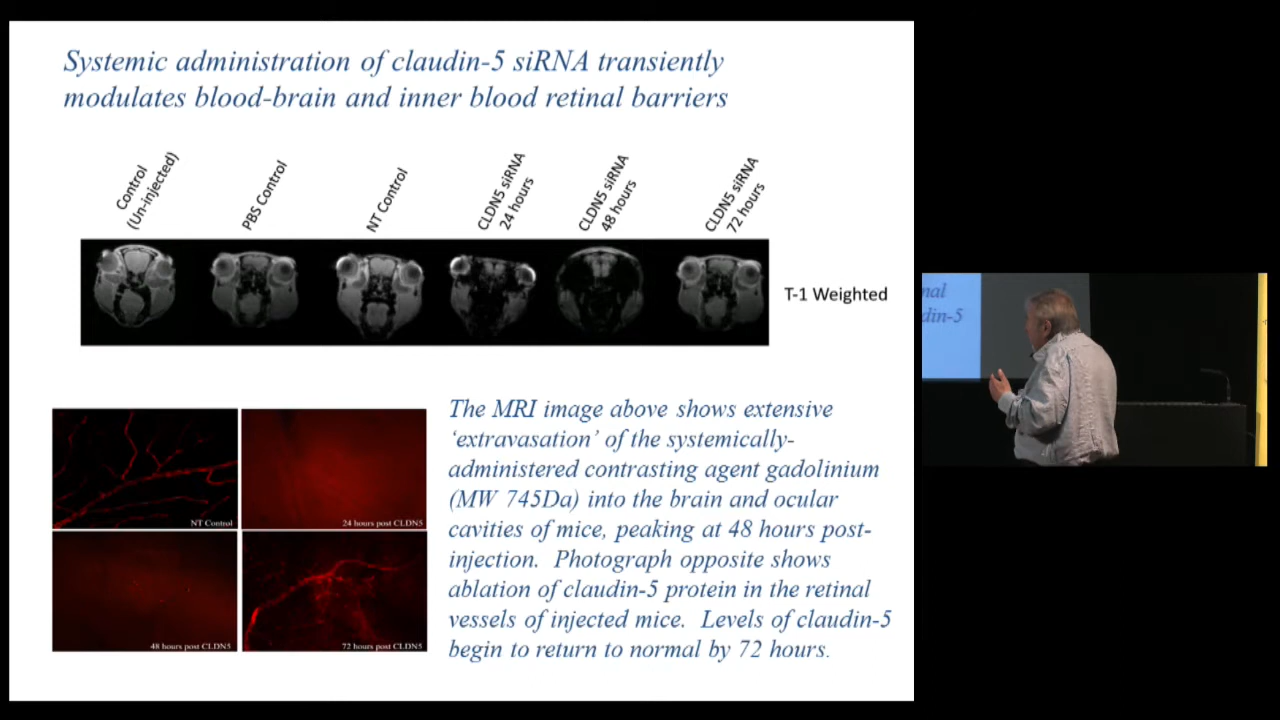 Systemic administration of claudin-5 siRNA transiently
modulates blood-brain and inner blood retinal barriers
Control
(Un-injected)
PBS Control
NT Control
CLDN5 siRNA
24 hours
CLDN5 siRNA
48 hours
CLDN5 siRNA
72 hours
T-1 Weighted
NT Control
24 hours post CLDN5
48 hours post CLDN5
72 hours post CLDN5
The MRI image above shows extensive
‘extravasation’ of the systemically-
administered contrasting agent gadolinium
(MW 745Da) into the brain and ocular
cavities of mice, peaking at 48 hours post-
injection. Photograph opposite shows
ablation of claudin-5 protein in the retinal
vessels of injected mice. Levels of claudin-5
begin to return to normal by 72 hours.
nal
din-5